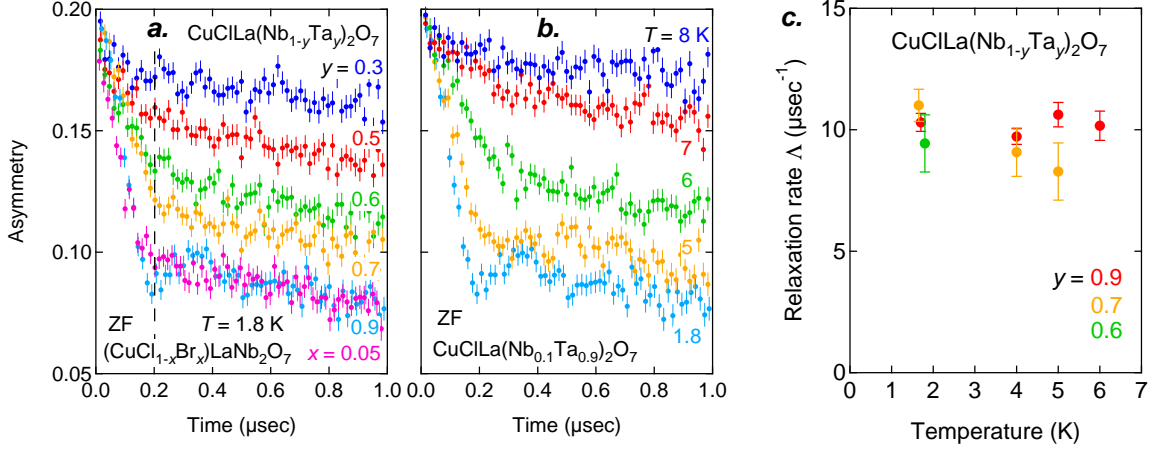 a.
CuClLa(Nb1-yTay)2O7
y = 0.3
0.5
0.6
0.7
0.9
x = 0.05
ZF
T = 1.8 K
(CuCl1-xBrx)LaNb2O7
Asymmetry
0.20
0.15
0.10
0.05
0.0
0.2
0.4
0.6
0.8
1.0
Time (μsec)
b.
T = 8 K
7
6
5
1.8
ZF
CuClLa(Nb0.1Ta0.9)2O7
0.0
0.2
0.4
0.6
0.8
1.0
Time (μsec)
c.
CuClLa(Nb1-yTay)2O7
Relaxation rate Λ (μsec-1)
15
10
5
0
y = 0.9
0.7
0.6
0
1
2
3
4
5
6
7
Temperature (K)